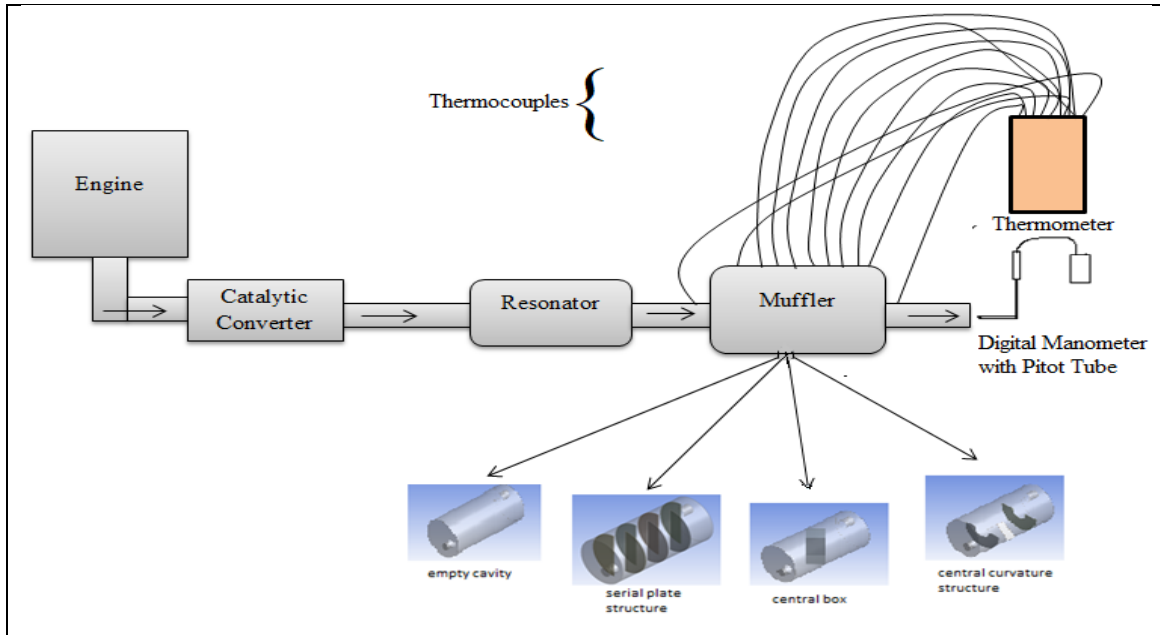 Thermocouples
Engine
Thermometer
Catalytic
Converter
Resonator
Muffler
Digital Manometer
with Pitot Tube
empty cavity
serial plate
structure
central box
central curvature
structure